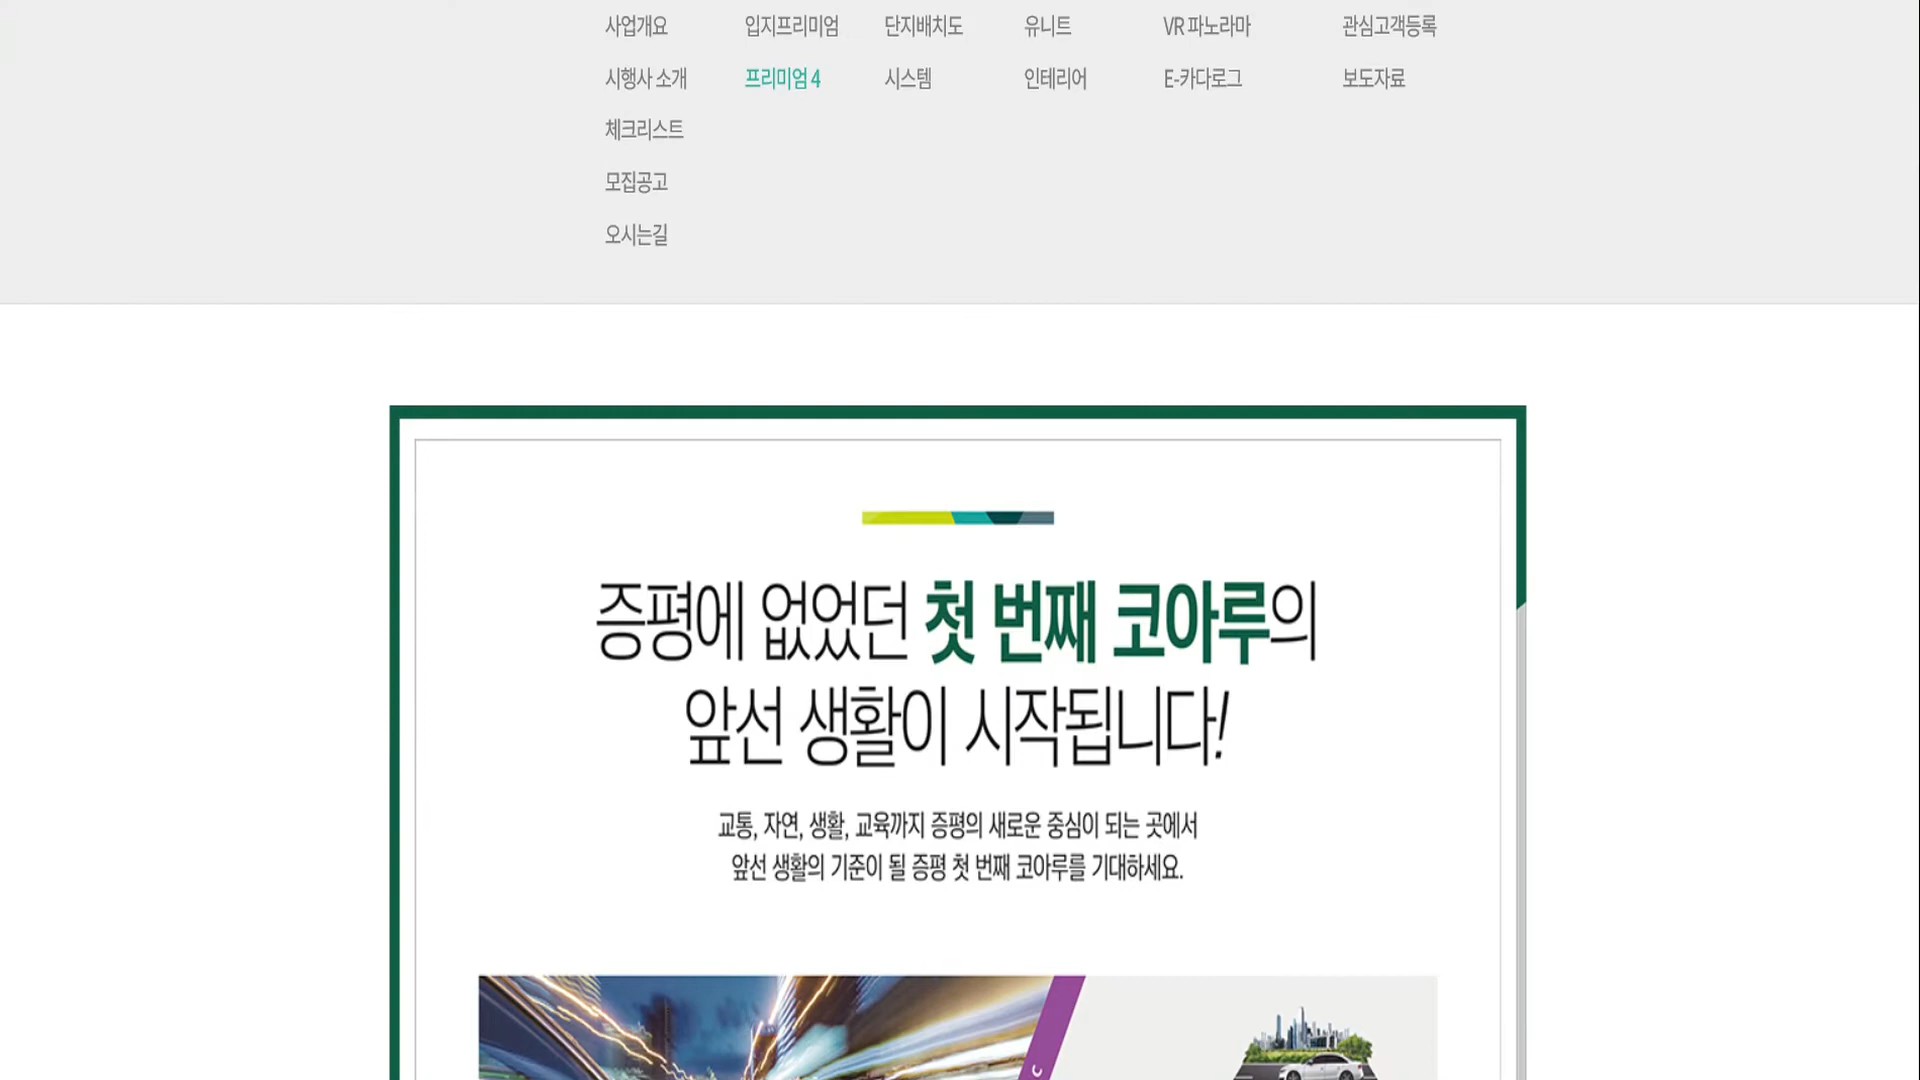 사업개요 입지프리미엄 단지배치도 유니트 VR 파노라마 관심고객등록
시행사 소개 프리미엄 4 시스템 인테리어 E-카다로그 보도자료
체크리스트
모집공고
오시는길
증평에 없었던 첫 번째 코아루의
앞선 생활이 시작됩니다!
교통, 자연, 생활, 교육까지 증평의 새로운 중심이 되는 곳에서
앞선 생활의 기준이 될 증평 첫 번째 코아루를 기대하세요.